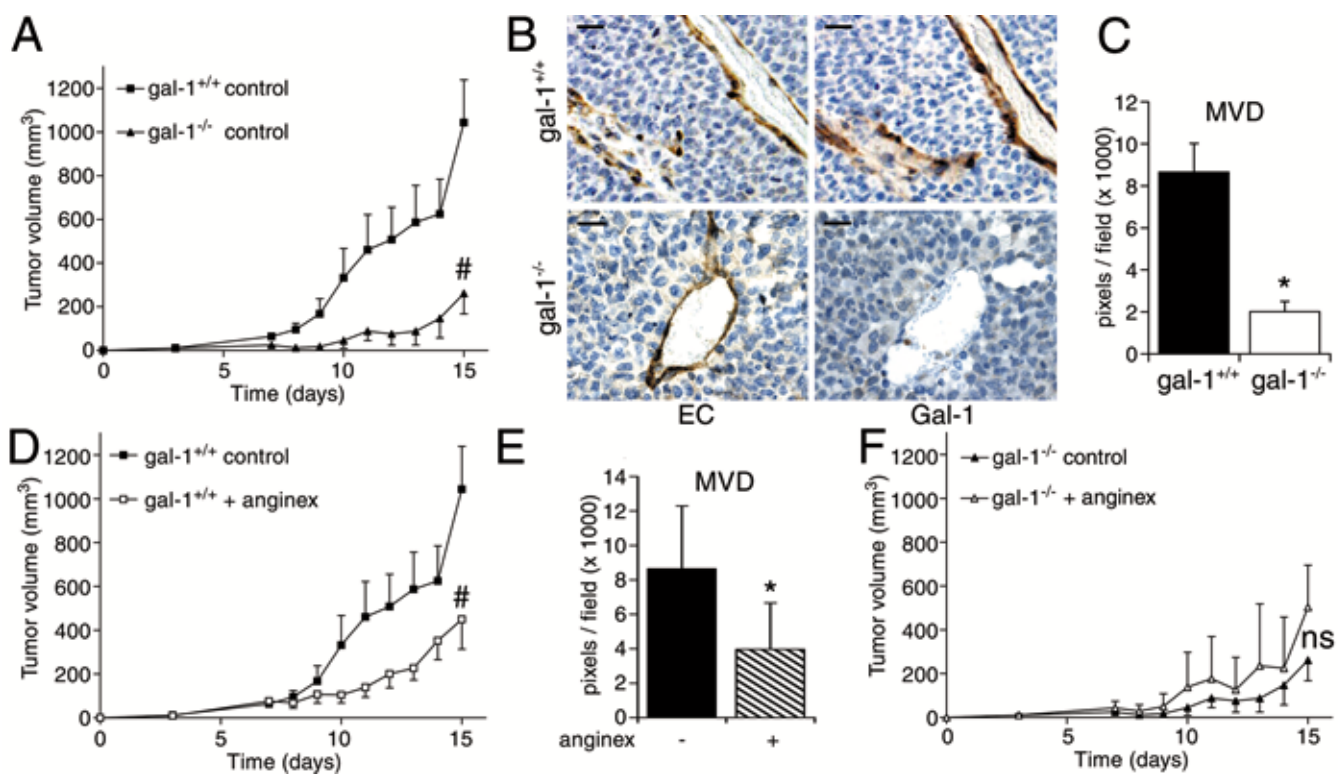 A
Tumor volume (mm³)
1200
1000
800
600
400
200
0
0 5 10 15
Time (days)
gal-1+/+ control
gal-1-/- control
#
B
gal-1+/+
gal-1-/-
EC Gal-1
C
MVD
pixels / field (x 1000)
12
10
8
6
4
2
0
*
gal-1+/+ gal-1-/-
D
Tumor volume (mm³)
1200
1000
800
600
400
200
0
0 5 10 15
Time (days)
gal-1+/+ control
gal-1+/+ + anginex
#
E
MVD
pixels / field (x 1000)
14
12
10
8
6
4
2
0
*
anginex - +
F
Tumor volume (mm³)
1200
1000
800
600
400
200
0
0 5 10 15
Time (days)
gal-1-/- control
gal-1-/- + anginex
ns